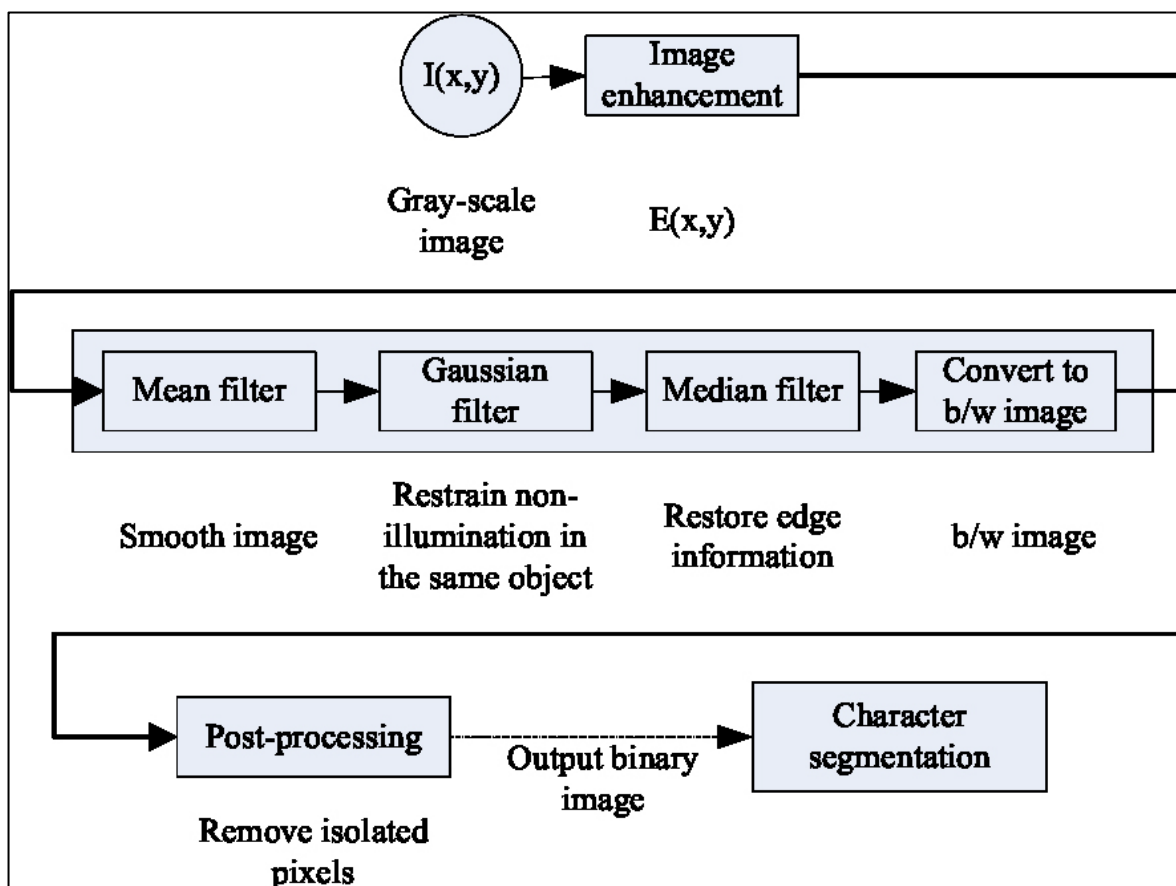 I(x,y)
Image
enhancement
Gray-scale
image
E(x,y)
Mean filter
Gaussian
filter
Median filter
Convert to
b/w image
Smooth image
Restrain non-
illumination in
the same object
Restore edge
information
b/w image
Post-processing
Output binary
image
Character
segmentation
Remove isolated
pixels